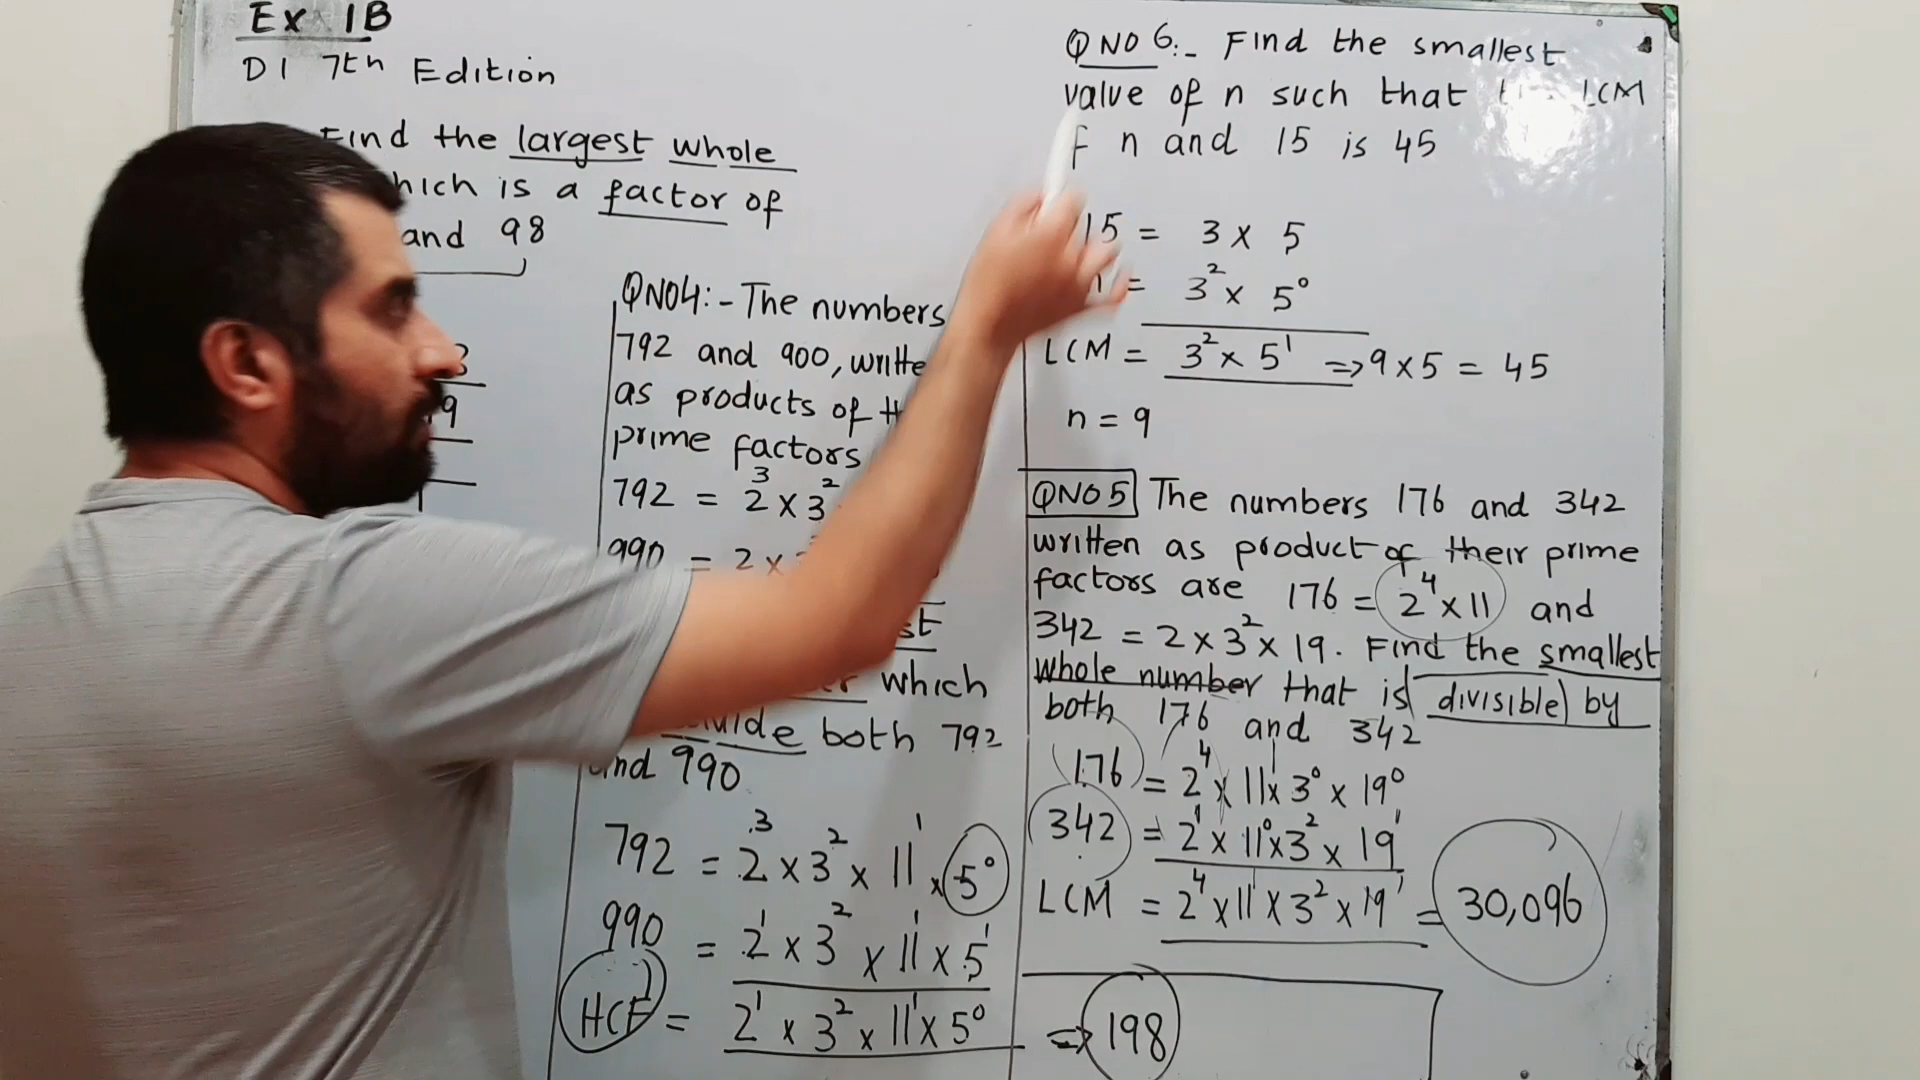 Ex 1B
D1 7th Edition
Find the largest whole
which is a factor of
and 98
9
QNO4:- The numbers
792 and 900, writte
as products of
prime factors
792 = 2³ × 3²
990 = 2 ×
which
divide both 792
and 990
792 = 2³ × 3² × 11¹ × 5⁰
990 = 2¹ × 3² × 11¹ × 5¹
HCF = 2¹ × 3² × 11¹ × 5⁰ => 198
QNO 6:- Find the smallest
value of n such that LCM
n and 15 is 45
15 = 3 × 5
= 3² × 5⁰
LCM = 3² × 5¹ => 9 × 5 = 45
n = 9
QNO 5 The numbers 176 and 342
written as product of their prime
factors are 176 = 2⁴ × 11 and
342 = 2 × 3² × 19. Find the smallest
whole number that is divisible by
both 176 and 342
176 = 2⁴ × 11¹ × 3⁰ × 19⁰
342 = 2¹ × 11⁰ × 3² × 19¹
LCM = 2⁴ × 11¹ × 3² × 19¹ = 30,096